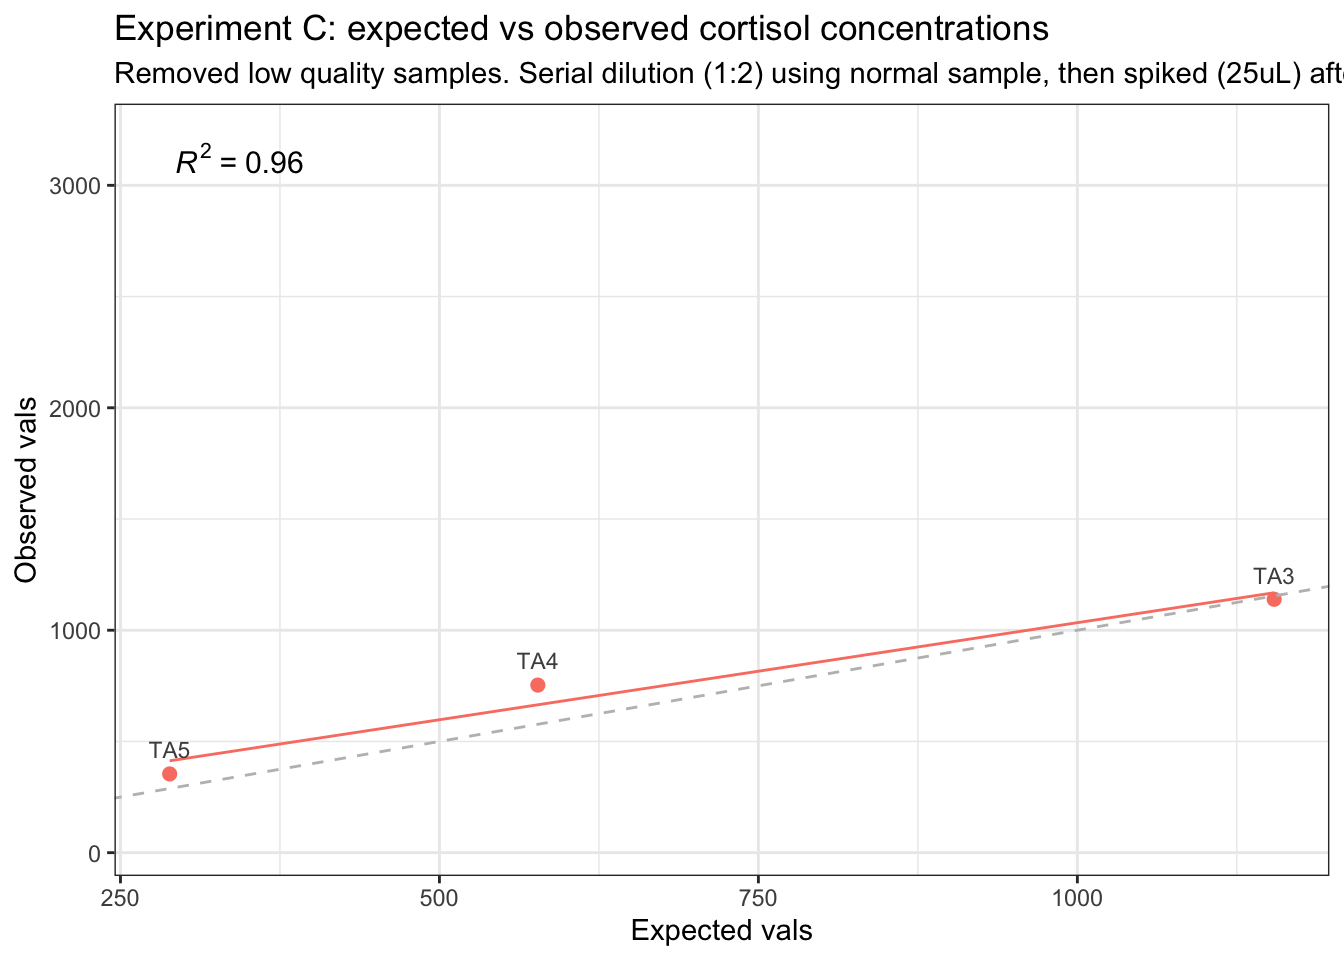 Experiment C: expected vs observed cortisol concentrations
Removed low quality samples. Serial dilution (1:2) using normal sample, then spiked (25uL)
R² = 0.96
3000
2000
1000
0
Observed vals
TA3
TA4
TA5
250 500 750 1000
Expected vals